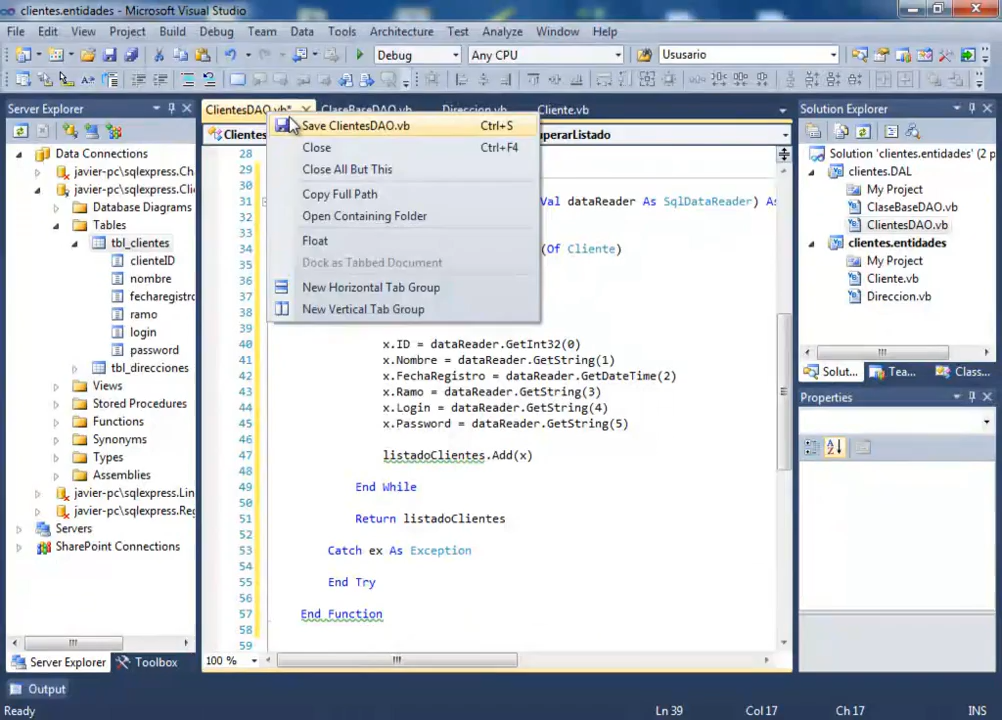 clientes.entidades - Microsoft Visual Studio
File Edit View Project Build Debug Team Data Tools Architecture Test Analyze Window Help
Debug Any CPU Usuario
Server Explorer
Data Connections
javier-pc\sqlexpress.Ch
javier-pc\sqlexpress.Cli
Database Diagrams
Tables
tbl_clientes
clienteID
nombre
fecharegistro
ramo
login
password
tbl_direcciones
Views
Stored Procedures
Functions
Synonyms
Types
Assemblies
javier-pc\sqlexpress.Lin
javier-pc\sqlexpress.Reg
Servers
SharePoint Connections
Server Explorer Toolbox
ClientesDAO.vb* ClaseBaseDAO.vb Direccion.vb Cliente.vb
Clientes uperarListado
Save ClientesDAO.vb Ctrl+S
Close Ctrl+F4
Close All But This
Copy Full Path
Open Containing Folder
Float
Dock as Tabbed Document
New Horizontal Tab Group
New Vertical Tab Group
28
29
30
31 Val dataReader As SqlDataReader) As
33
34 (Of Cliente)
35
36
37
38
39
40 x.ID = dataReader.GetInt32(0)
41 x.Nombre = dataReader.GetString(1)
42 x.FechaRegistro = dataReader.GetDateTime(2)
43 x.Ramo = dataReader.GetString(3)
44 x.Login = dataReader.GetString(4)
45 x.Password = dataReader.GetString(5)
46
47 listadoClientes.Add(x)
48
49 End While
50
51 Return listadoClientes
52
53 Catch ex As Exception
54
55 End Try
56
57 End Function
58
59
100 %
Solution Explorer
Solution 'clientes.entidades' (2
clientes.DAL
My Project
ClaseBaseDAO.vb
ClientesDAO.vb
clientes.entidades
My Project
Cliente.vb
Direccion.vb
Solut... Tea... Class...
Properties
Output
Ready Ln 39 Col 17 Ch 17 INS